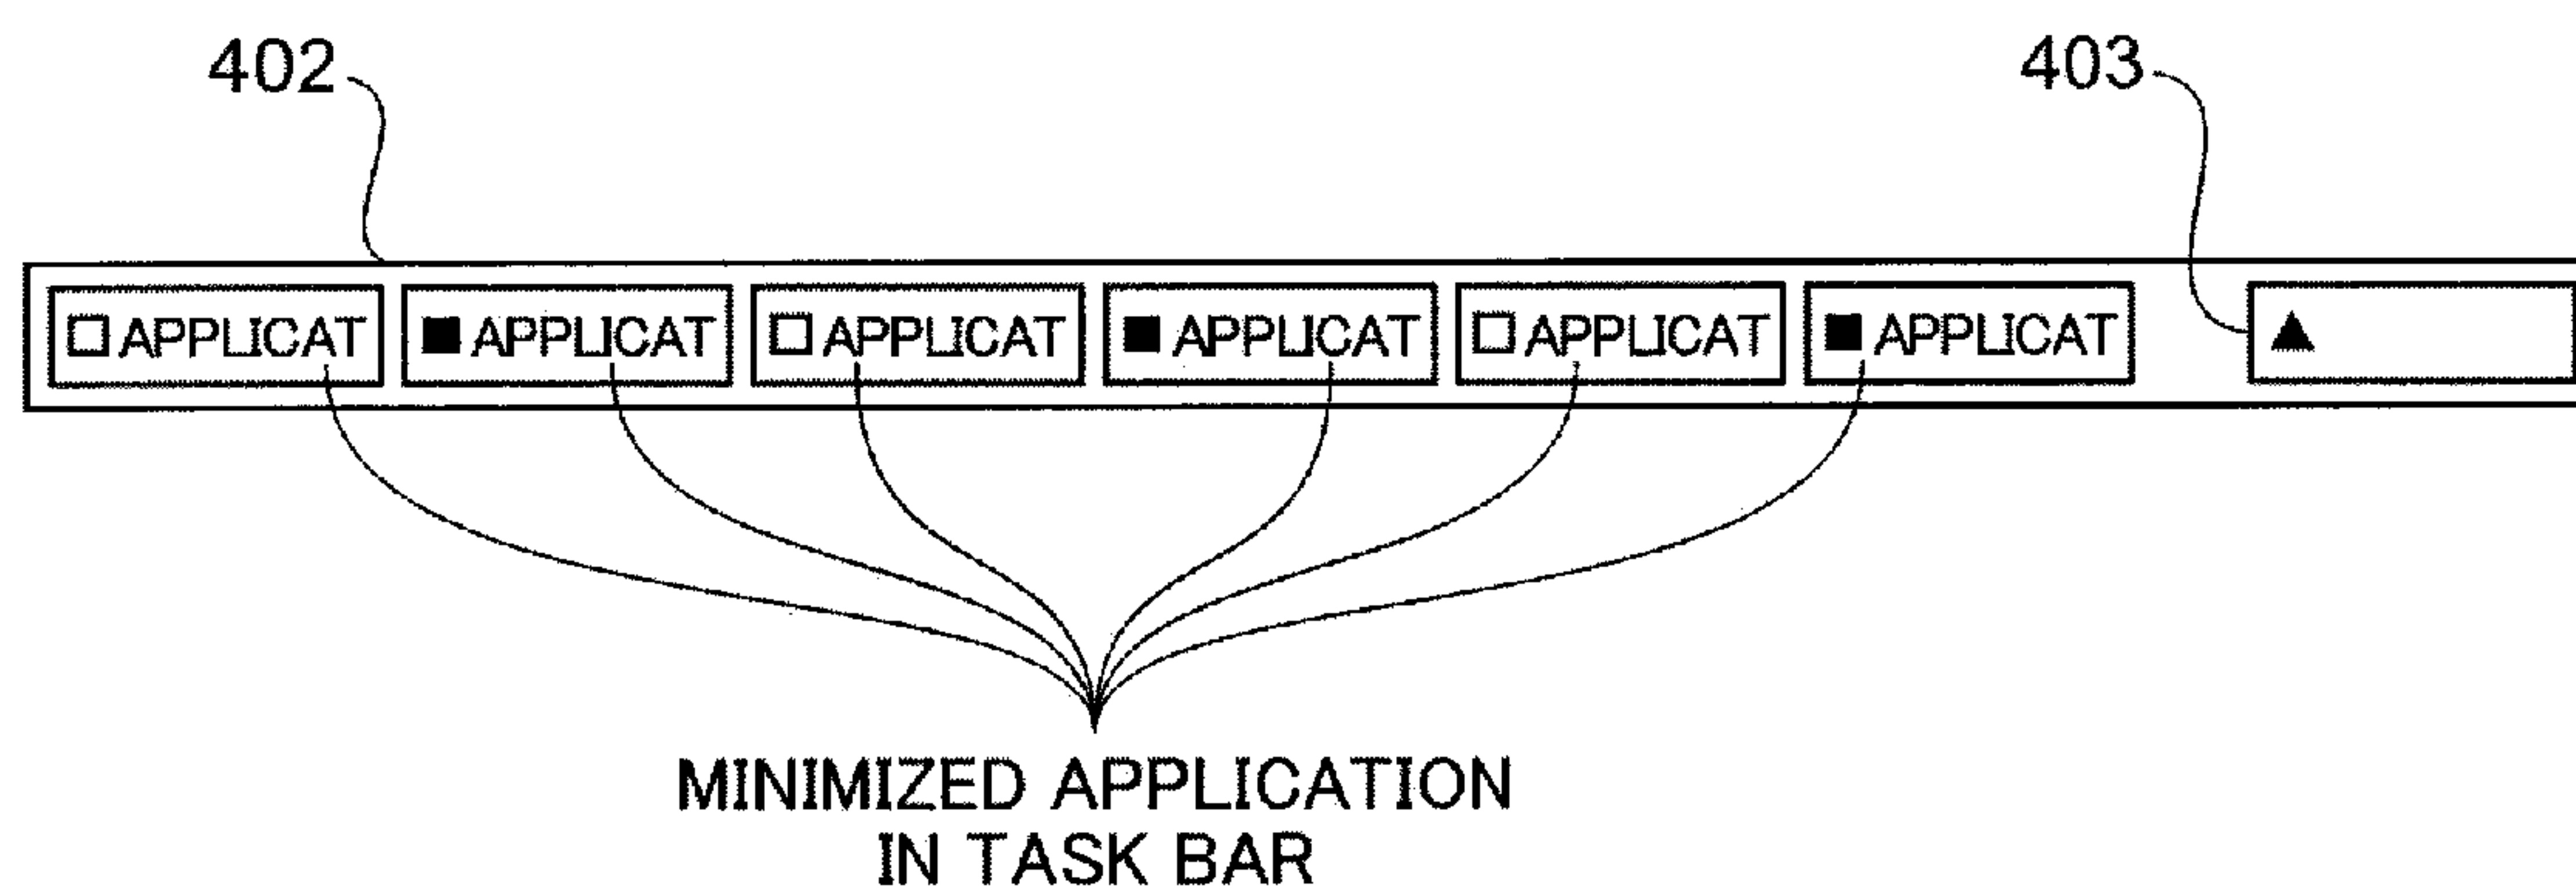 402 403
□APPLICAT ■APPLICAT □APPLICAT ■APPLICAT □APPLICAT ■APPLICAT ▲
MINIMIZED APPLICATION
IN TASK BAR